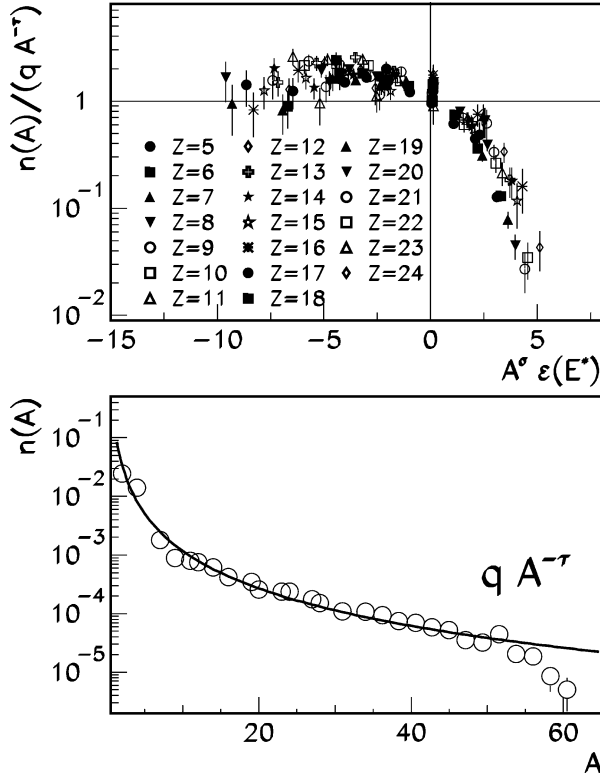 n(A)/(q A⁻ᵗ)
1
10⁻¹
10⁻²
Z=5 Z=12 Z=19
Z=6 Z=13 Z=20
Z=7 Z=14 Z=21
Z=8 Z=15 Z=22
Z=9 Z=16 Z=23
Z=10 Z=17 Z=24
Z=11 Z=18
−15 −10 −5 0 5
A^σ ε(E*)
n(A)
10⁻¹
10⁻²
10⁻³
10⁻⁴
10⁻⁵
q A^−τ
20 40 60
A